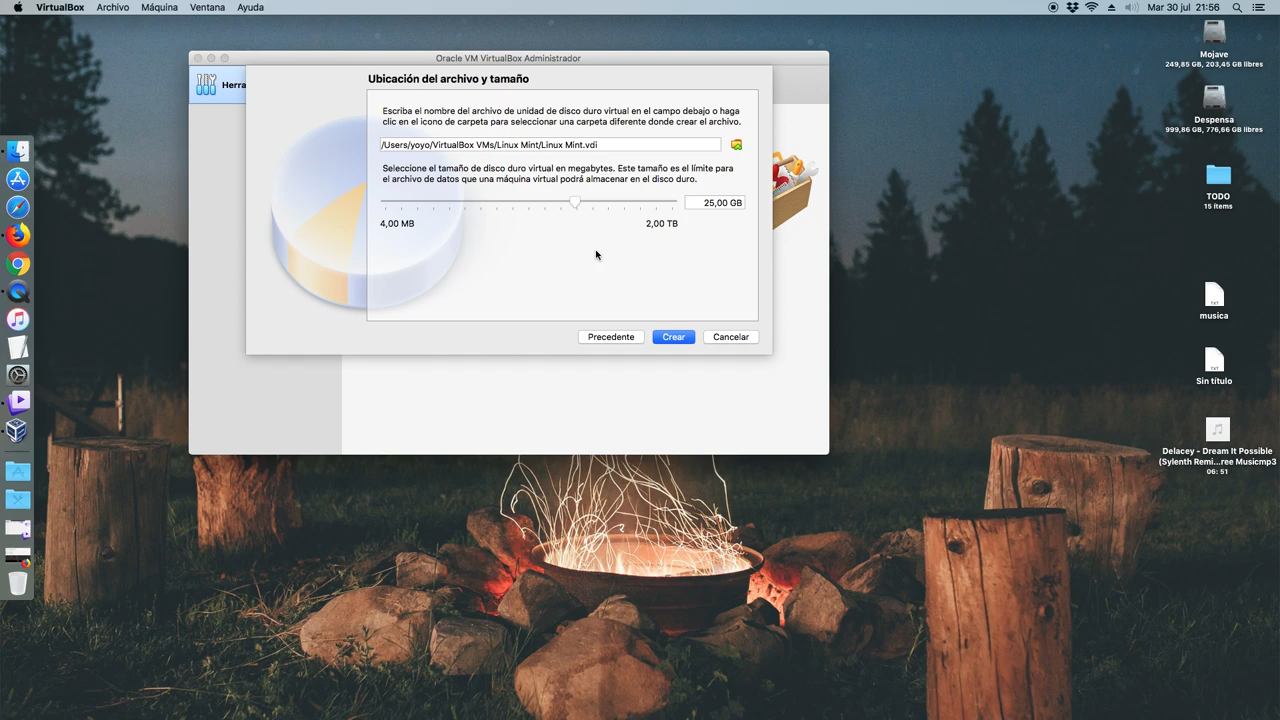 VirtualBox Archivo Máquina Ventana Ayuda
Mar 30 jul 21:56
Oracle VM VirtualBox Administrador
Herra
Ubicación del archivo y tamaño
Escriba el nombre del archivo de unidad de disco duro virtual en el campo debajo o haga
clic en el icono de carpeta para seleccionar una carpeta diferente donde crear el archivo.
/Users/yoyo/VirtualBox VMs/Linux Mint/Linux Mint.vdi
Seleccione el tamaño de disco duro virtual en megabytes. Este tamaño es el límite para
el archivo de datos que una máquina virtual podrá almacenar en el disco duro.
25,00 GB
4,00 MB 2,00 TB
Precedente Crear Cancelar
Mojave
249,85 GB, 203,45 GB libres
Despensa
999,86 GB, 776,66 GB libres
TODO
15 ítems
TXT
musica
TXT
Sin título
Delacey - Dream It Possible
(Sylenth Remi...ree Musicmp3
06: 51